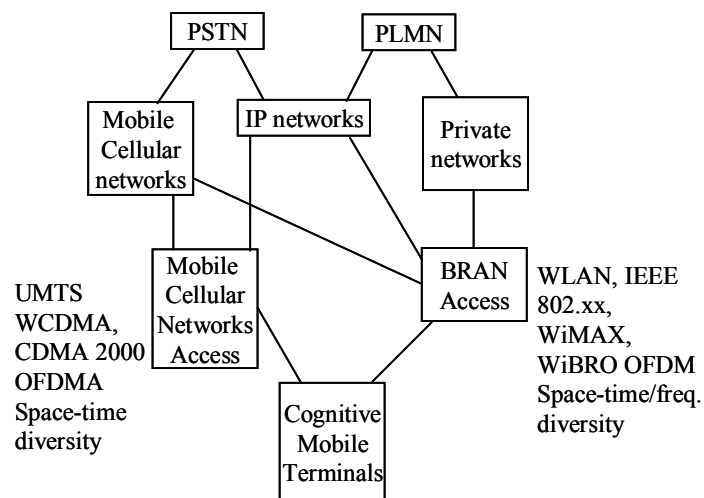 PSTN
PLMN
Mobile
Cellular
networks
IP networks
Private
networks
Mobile
Cellular
Networks
Access
BRAN
Access
UMTS
WCDMA,
CDMA 2000
OFDMA
Space-time
diversity
WLAN, IEEE
802.xx,
WiMAX,
WiBRO OFDM
Space-time/freq.
diversity
Cognitive
Mobile
Terminals